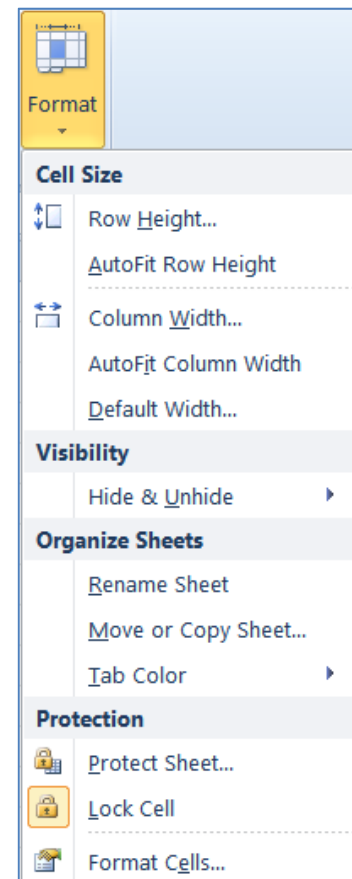 Format
Cell Size
Row Height...
AutoFit Row Height
Column Width...
AutoFit Column Width
Default Width...
Visibility
Hide & Unhide
Organize Sheets
Rename Sheet
Move or Copy Sheet...
Tab Color
Protection
Protect Sheet...
Lock Cell
Format Cells...